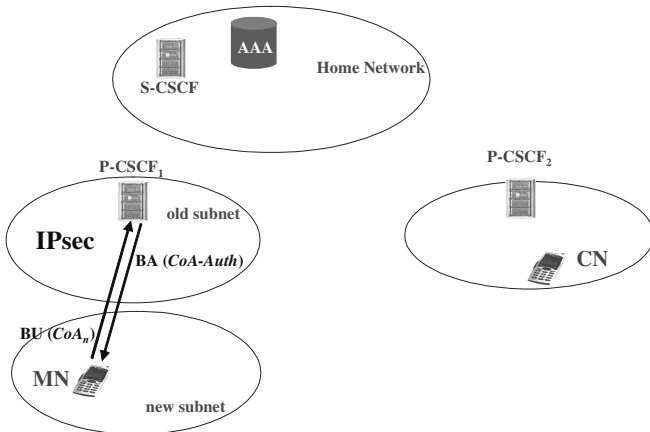 AAA
S-CSCF
Home Network
P-CSCF₁
P-CSCF₂
old subnet
IPsec
BA (CoA-Auth)
CN
BU (CoAₙ)
MN
new subnet